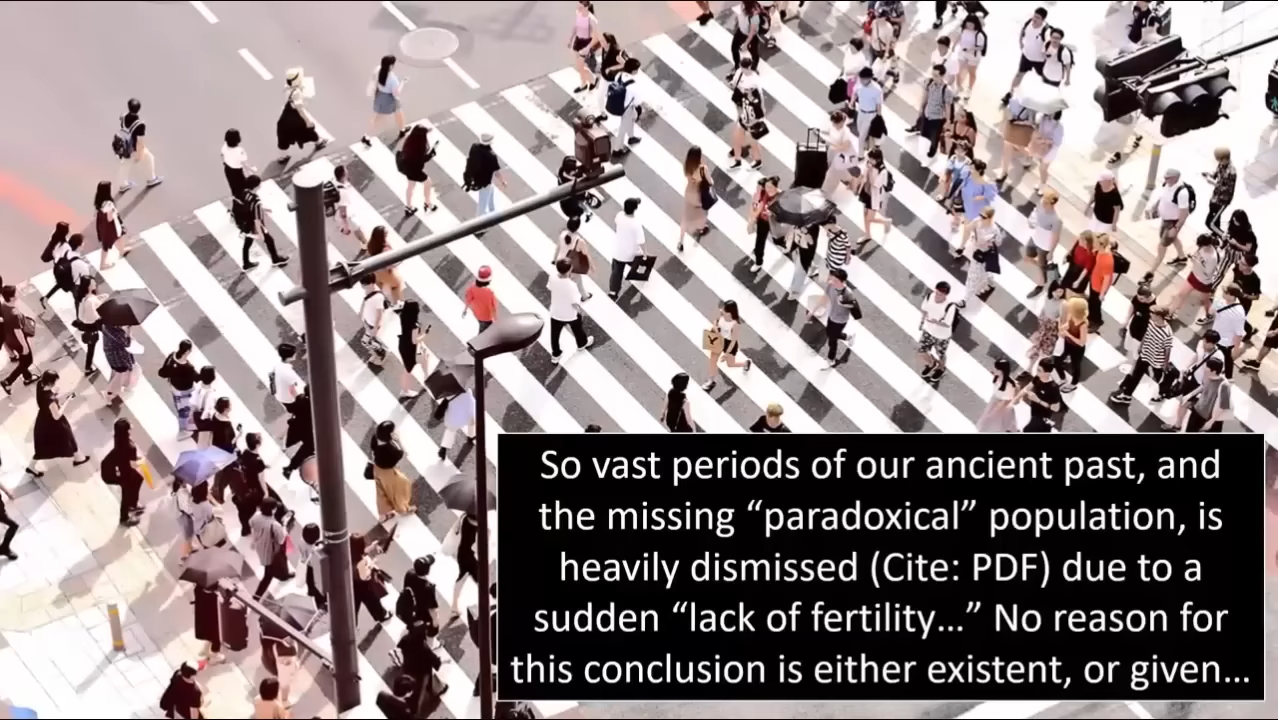 So vast periods of our ancient past, and
the missing “paradoxical” population, is
heavily dismissed (Cite: PDF) due to a
sudden “lack of fertility…” No reason for
this conclusion is either existent, or given…